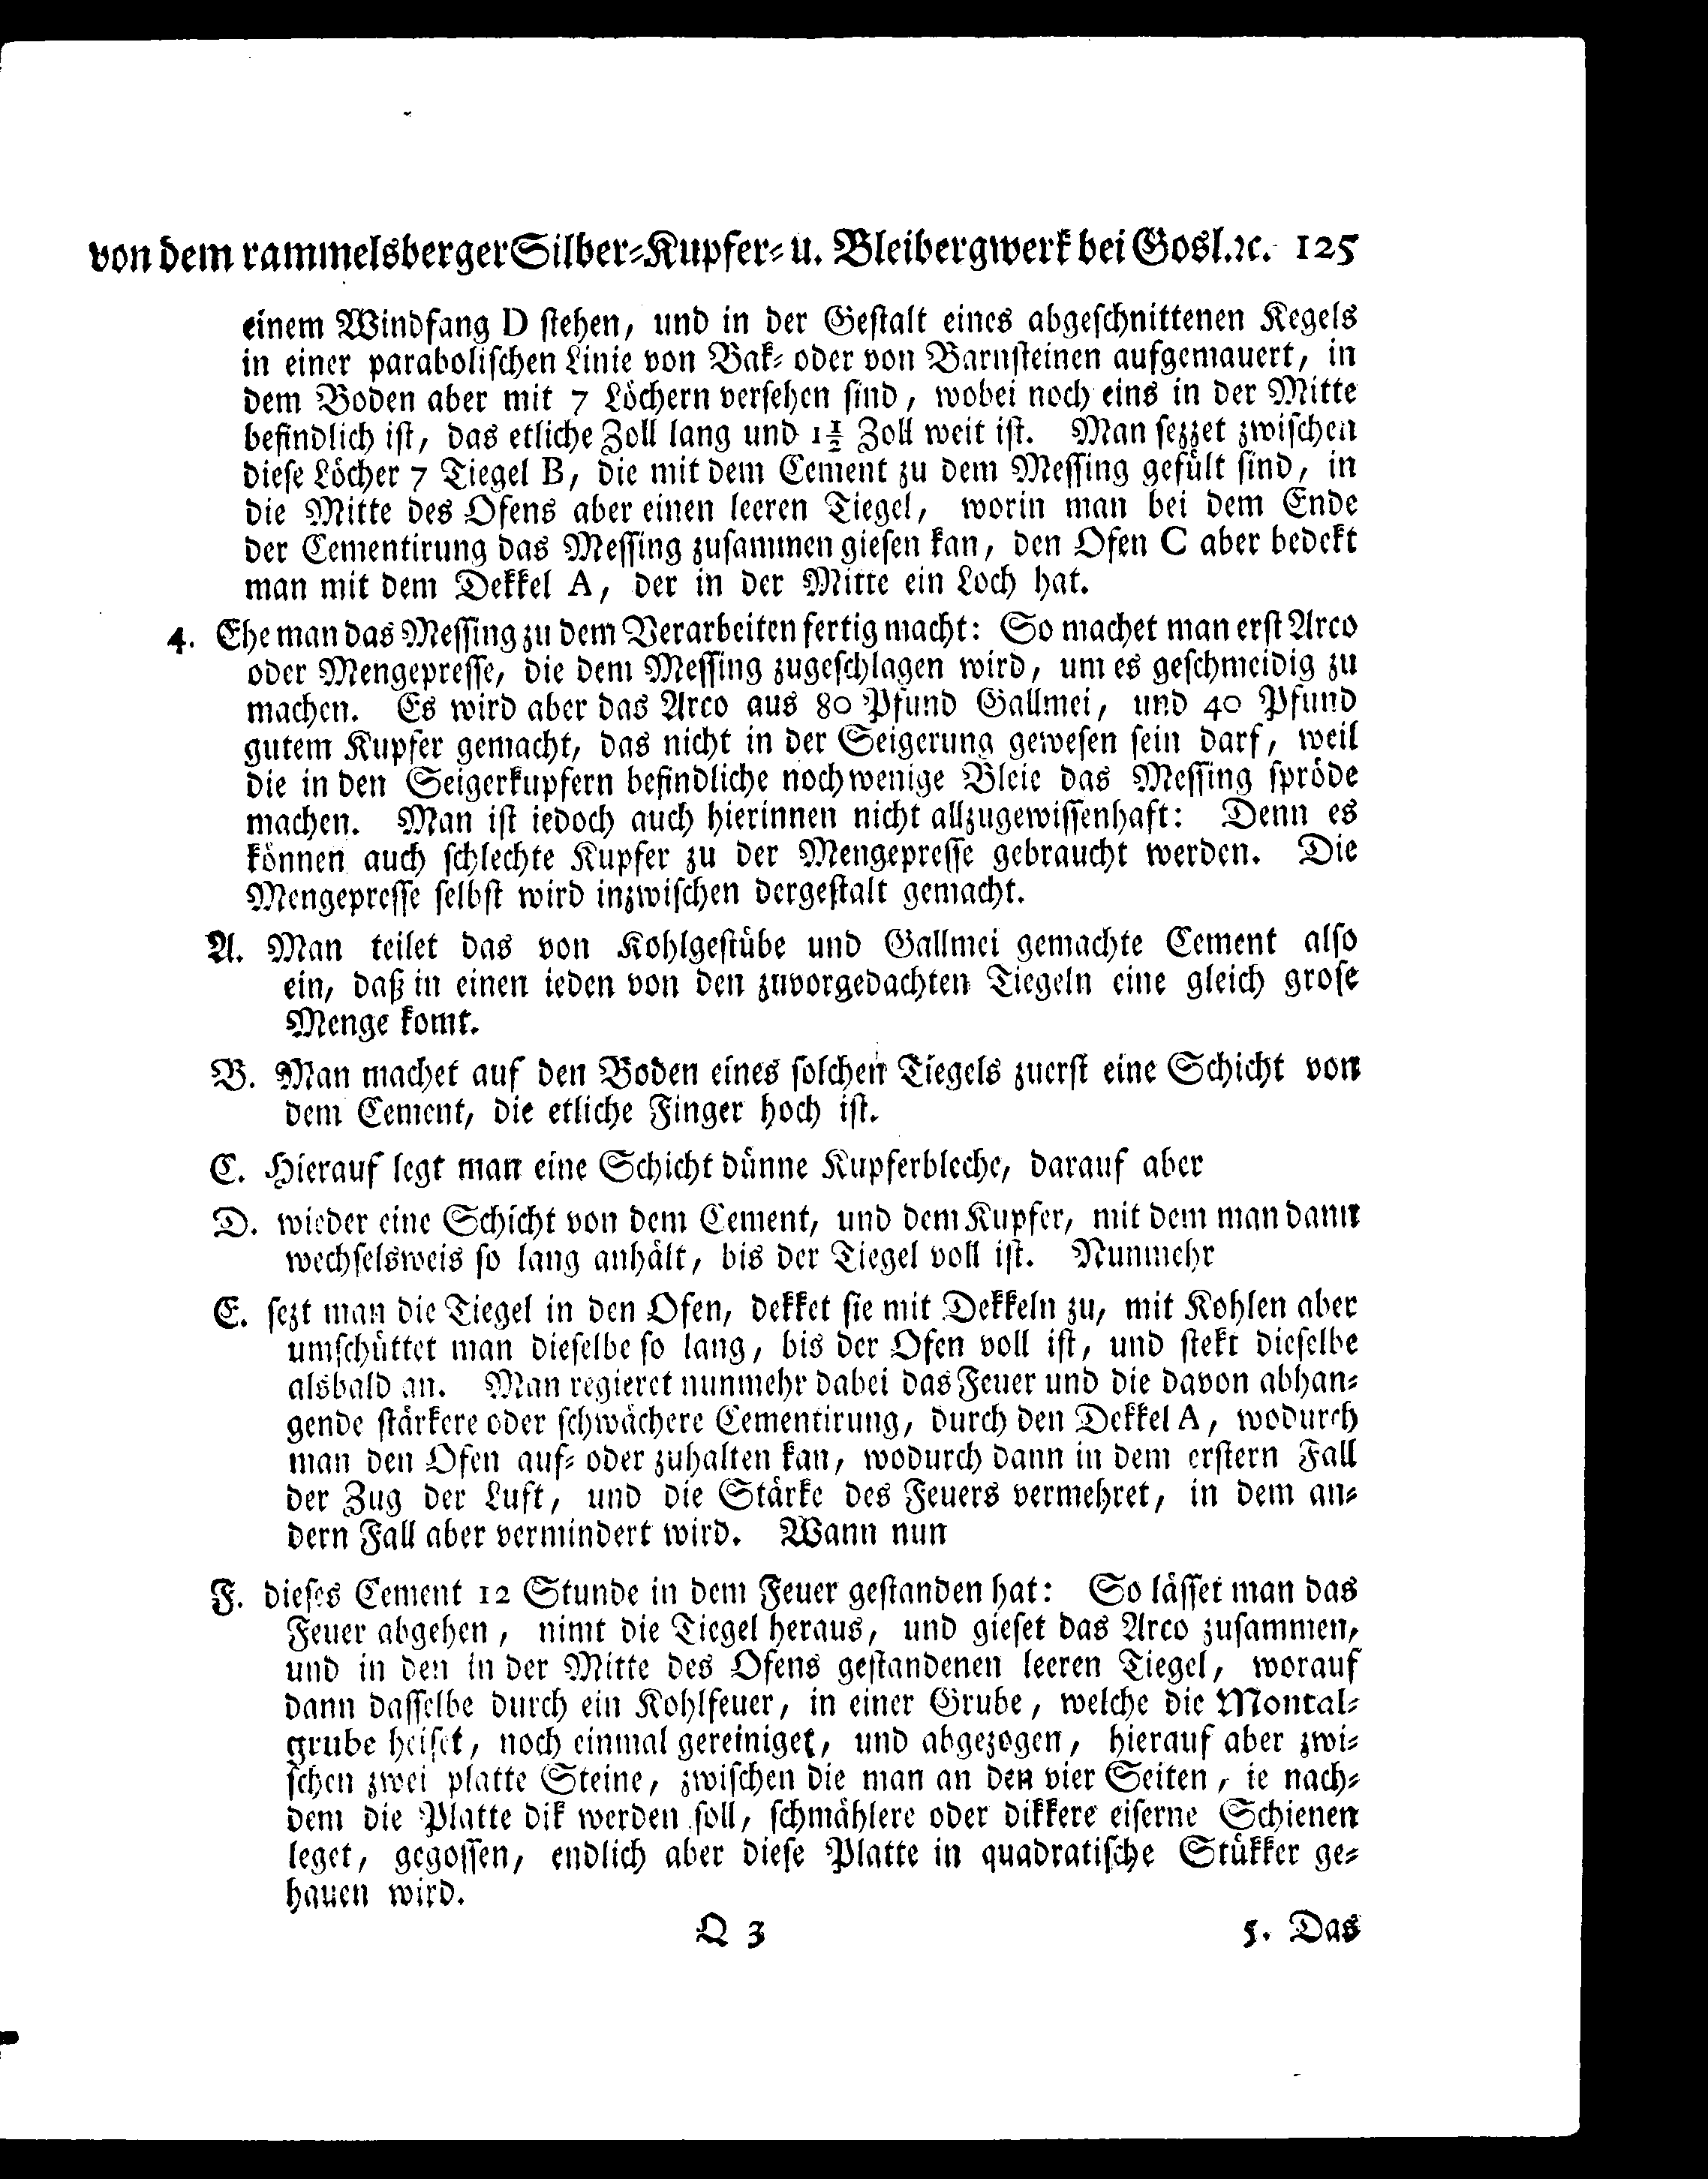 von dem rammelsberger Silber-Kupfer- u. Bleibergwerk bei Gosl.ꝛc. 125
einem Windfang D stehen, und in der Gestalt eines abgeschnittenen Kegels
in einer parabolischen Linie von Bak- oder von Barnsteinen aufgemauert, in
dem Boden aber mit 7 Löchern versehen sind, wobei noch eins in der Mitte
befindlich ist, das etliche Zoll lang und 1½ Zoll weit ist. Man sezzet zwischen
diese Löcher 7 Tiegel B, die mit dem Cement zu dem Messing gefült sind, in
die Mitte des Ofens aber einen leeren Tiegel, worin man bei dem Ende
der Cementirung das Messing zusammen giesen kan, den Ofen C aber bedekt
man mit dem Dekkel A, der in der Mitte ein Loch hat.
4. Ehe man das Messing zu dem Verarbeiten fertig macht: So machet man erst Arco
oder Mengepresse, die dem Messing zugeschlagen wird, um es geschmeidig zu
machen. Es wird aber das Arco aus 80 Pfund Gallmei, und 40 Pfund
gutem Kupfer gemacht, das nicht in der Seigerung gewesen sein darf, weil
die in den Seigerkupfern befindliche noch wenige Bleie das Messing spröde
machen. Man ist iedoch auch hierinnen nicht allzugewissenhaft: Denn es
können auch schlechte Kupfer zu der Mengepresse gebraucht werden. Die
Mengepresse selbst wird inzwischen dergestalt gemacht.
A. Man teilet das von Kohlgestübe und Gallmei gemachte Cement also
ein, daß in einen ieden von den zuvorgedachten Tiegeln eine gleich grose
Menge komt.
B. Man machet auf den Boden eines solchen Tiegels zuerst eine Schicht von
dem Cement, die etliche Finger hoch ist.
C. Hierauf legt man eine Schicht dünne Kupferbleche, darauf aber
D. wieder eine Schicht von dem Cement, und dem Kupfer, mit dem man dann
wechselsweis so lang anhält, bis der Tiegel voll ist. Nunmehr
E. sezt man die Tiegel in den Ofen, dekket sie mit Dekkeln zu, mit Kohlen aber
umschüttet man dieselbe so lang, bis der Ofen voll ist, und stekt dieselbe
alsbald an. Man regieret nunmehr dabei das Feuer und die davon abhan-
gende stärkere oder schwächere Cementirung, durch den Dekkel A, wodurch
man den Ofen auf- oder zuhalten kan, wodurch dann in dem erstern Fall
der Zug der Luft, und die Stärke des Feuers vermehret, in dem an-
dern Fall aber vermindert wird. Wann nun
F. dieses Cement 12 Stunde in dem Feuer gestanden hat: So lässet man das
Feuer abgehen, nimt die Tiegel heraus, und gieset das Arco zusammen,
und in den in der Mitte des Ofens gestandenen leeren Tiegel, worauf
dann dasselbe durch ein Kohlfeuer, in einer Grube, welche die Montal-
grube heiset, noch einmal gereiniget, und abgezogen, hierauf aber zwi-
schen zwei platte Steine, zwischen die man an den vier Seiten, ie nach-
dem die Platte dik werden soll, schmählere oder dikkere eiserne Schienen
leget, gegossen, endlich aber diese Platte in quadratische Stükker ge-
hauen wird.
Q 3 5. Das